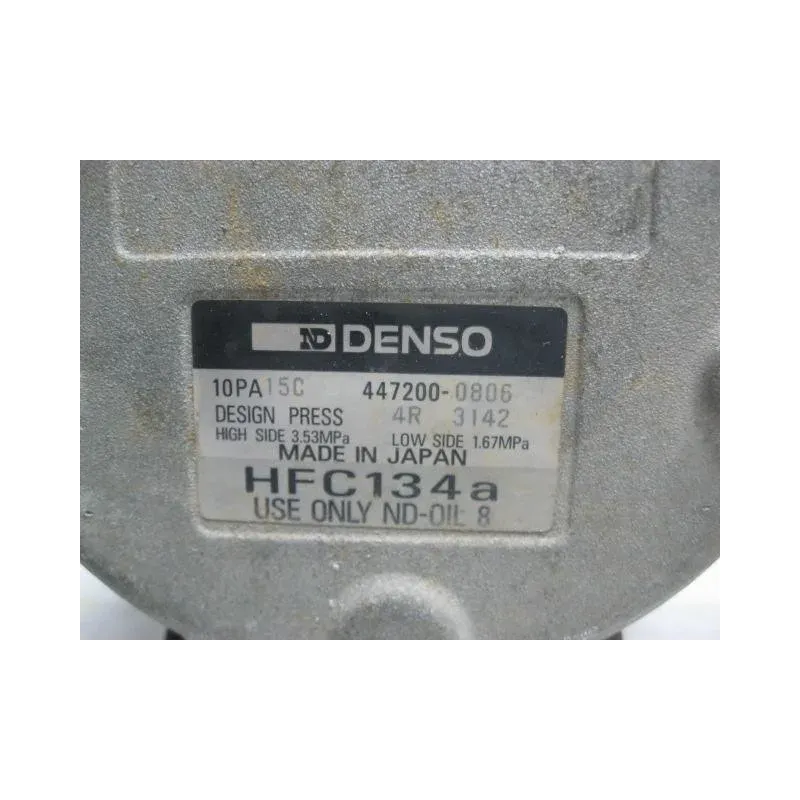 ND DENSO
10PA15C 447200-0806
DESIGN PRESS 4R 3142
HIGH SIDE 3.53MPa LOW SIDE 1.67MPa
MADE IN JAPAN
HFC134a
USE ONLY ND-OIL 8